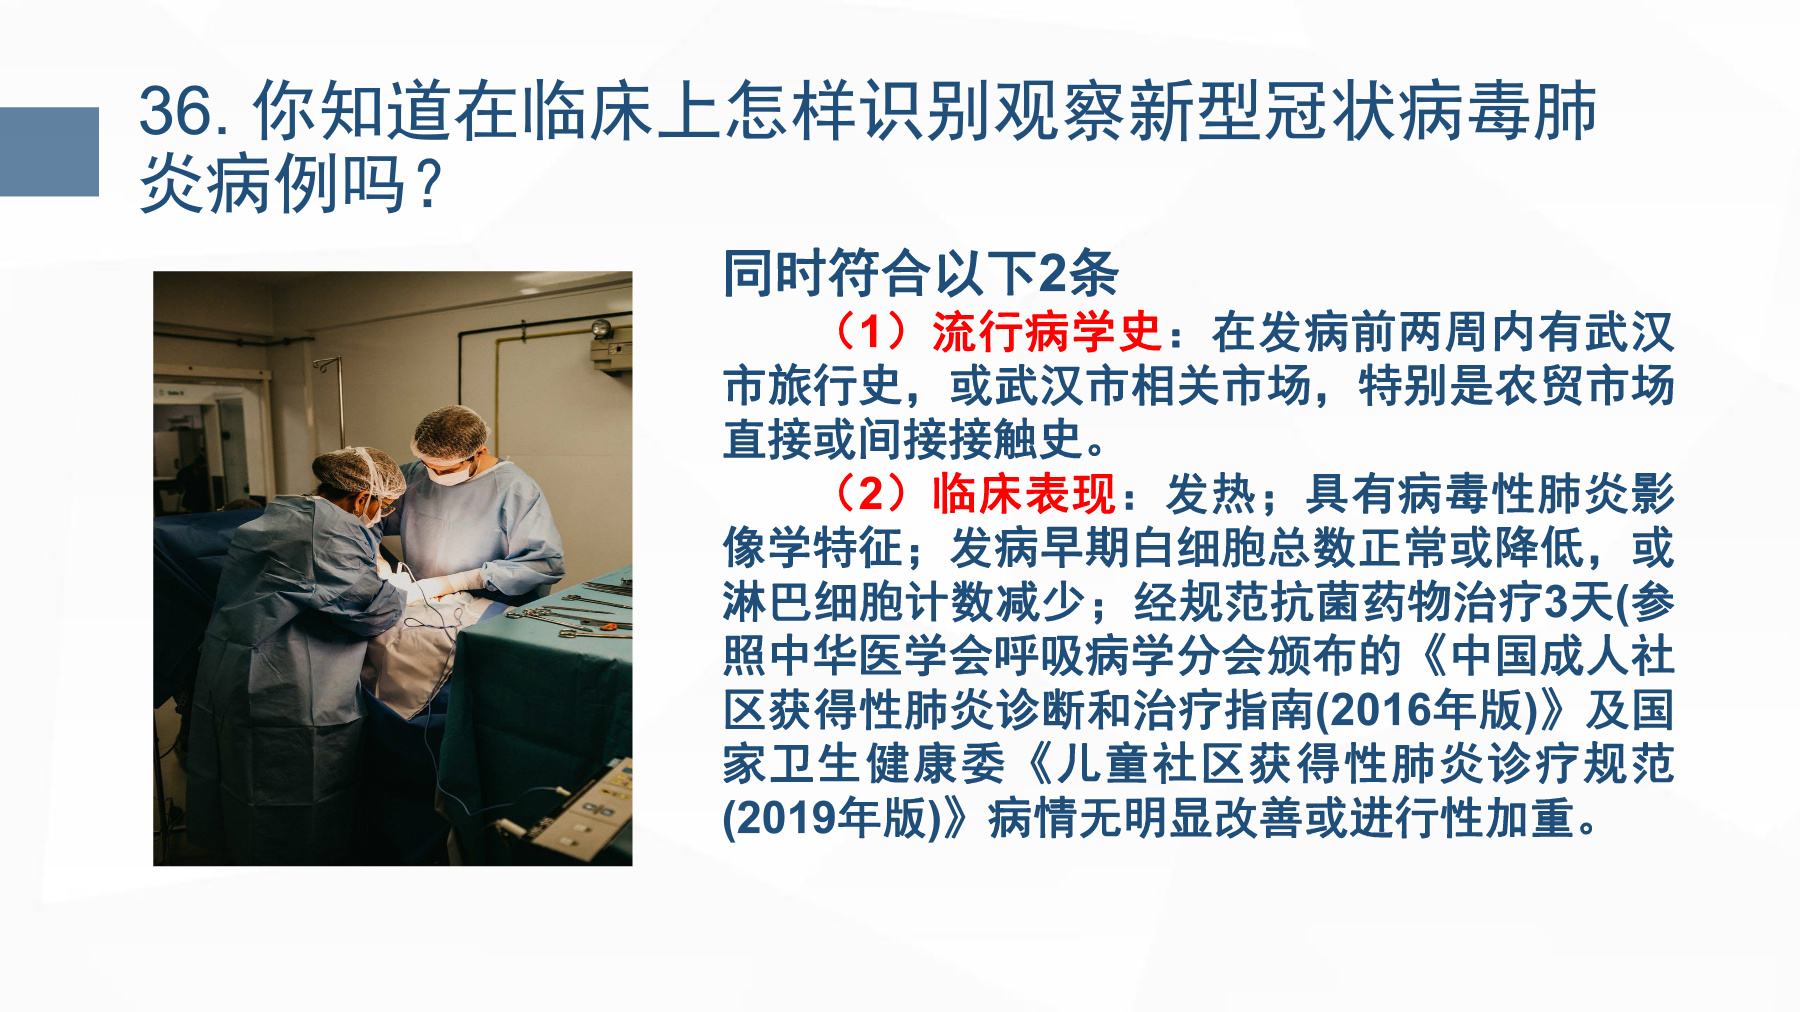 36. 你知道在临床上怎样识别观察新型冠状病毒肺
炎病例吗？
同时符合以下2条
（1）流行病学史：在发病前两周内有武汉
市旅行史，或武汉市相关市场，特别是农贸市场
直接或间接接触史。
（2）临床表现：发热；具有病毒性肺炎影
像学特征；发病早期白细胞总数正常或降低，或
淋巴细胞计数减少；经规范抗菌药物治疗3天(参
照中华医学会呼吸病学分会颁布的《中国成人社
区获得性肺炎诊断和治疗指南(2016年版)》及国
家卫生健康委《儿童社区获得性肺炎诊疗规范
(2019年版)》病情无明显改善或进行性加重。